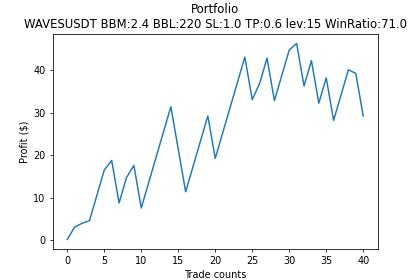 Portfolio
WAVESUSDT BBM:2.4 BBL:220 SL:1.0 TP:0.6 lev:15 WinRatio:71.0
Profit ($)
40
30
20
10
0
0 5 10 15 20 25 30 35 40
Trade counts